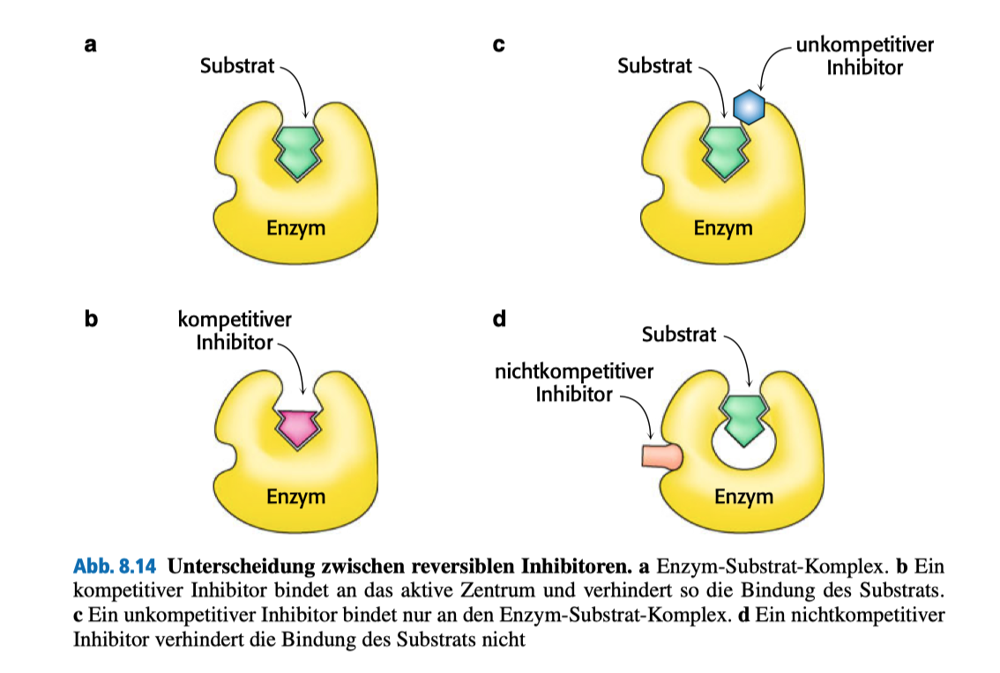 a
Substrat
Enzym
b
kompetitiver
Inhibitor
Enzym
c
Substrat
unkompetitiver
Inhibitor
Enzym
d
Substrat
nichtkompetitiver
Inhibitor
Enzym
Abb. 8.14 Unterscheidung zwischen reversiblen Inhibitoren. a Enzym-Substrat-Komplex. b Ein
kompetitiver Inhibitor bindet an das aktive Zentrum und verhindert so die Bindung des Substrats.
c Ein unkompetitiver Inhibitor bindet nur an den Enzym-Substrat-Komplex. d Ein nichtkompetitiver
Inhibitor verhindert die Bindung des Substrats nicht